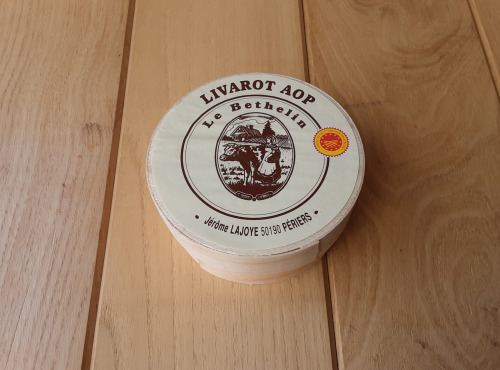 LIVAROT AOP
Le Bethelin
• Jérôme LAJOYE 50190 PÉRIERS •